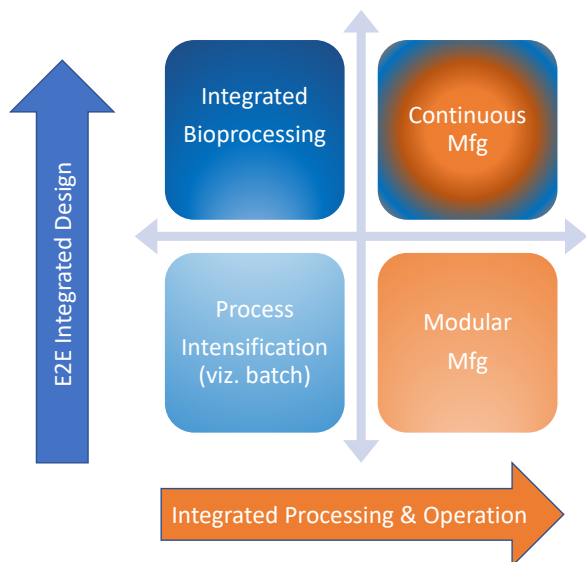 E2E Integrated Design
Integrated
Bioprocessing
Continuous
Mfg
Process
Intensification
(viz. batch)
Modular
Mfg
Integrated Processing & Operation